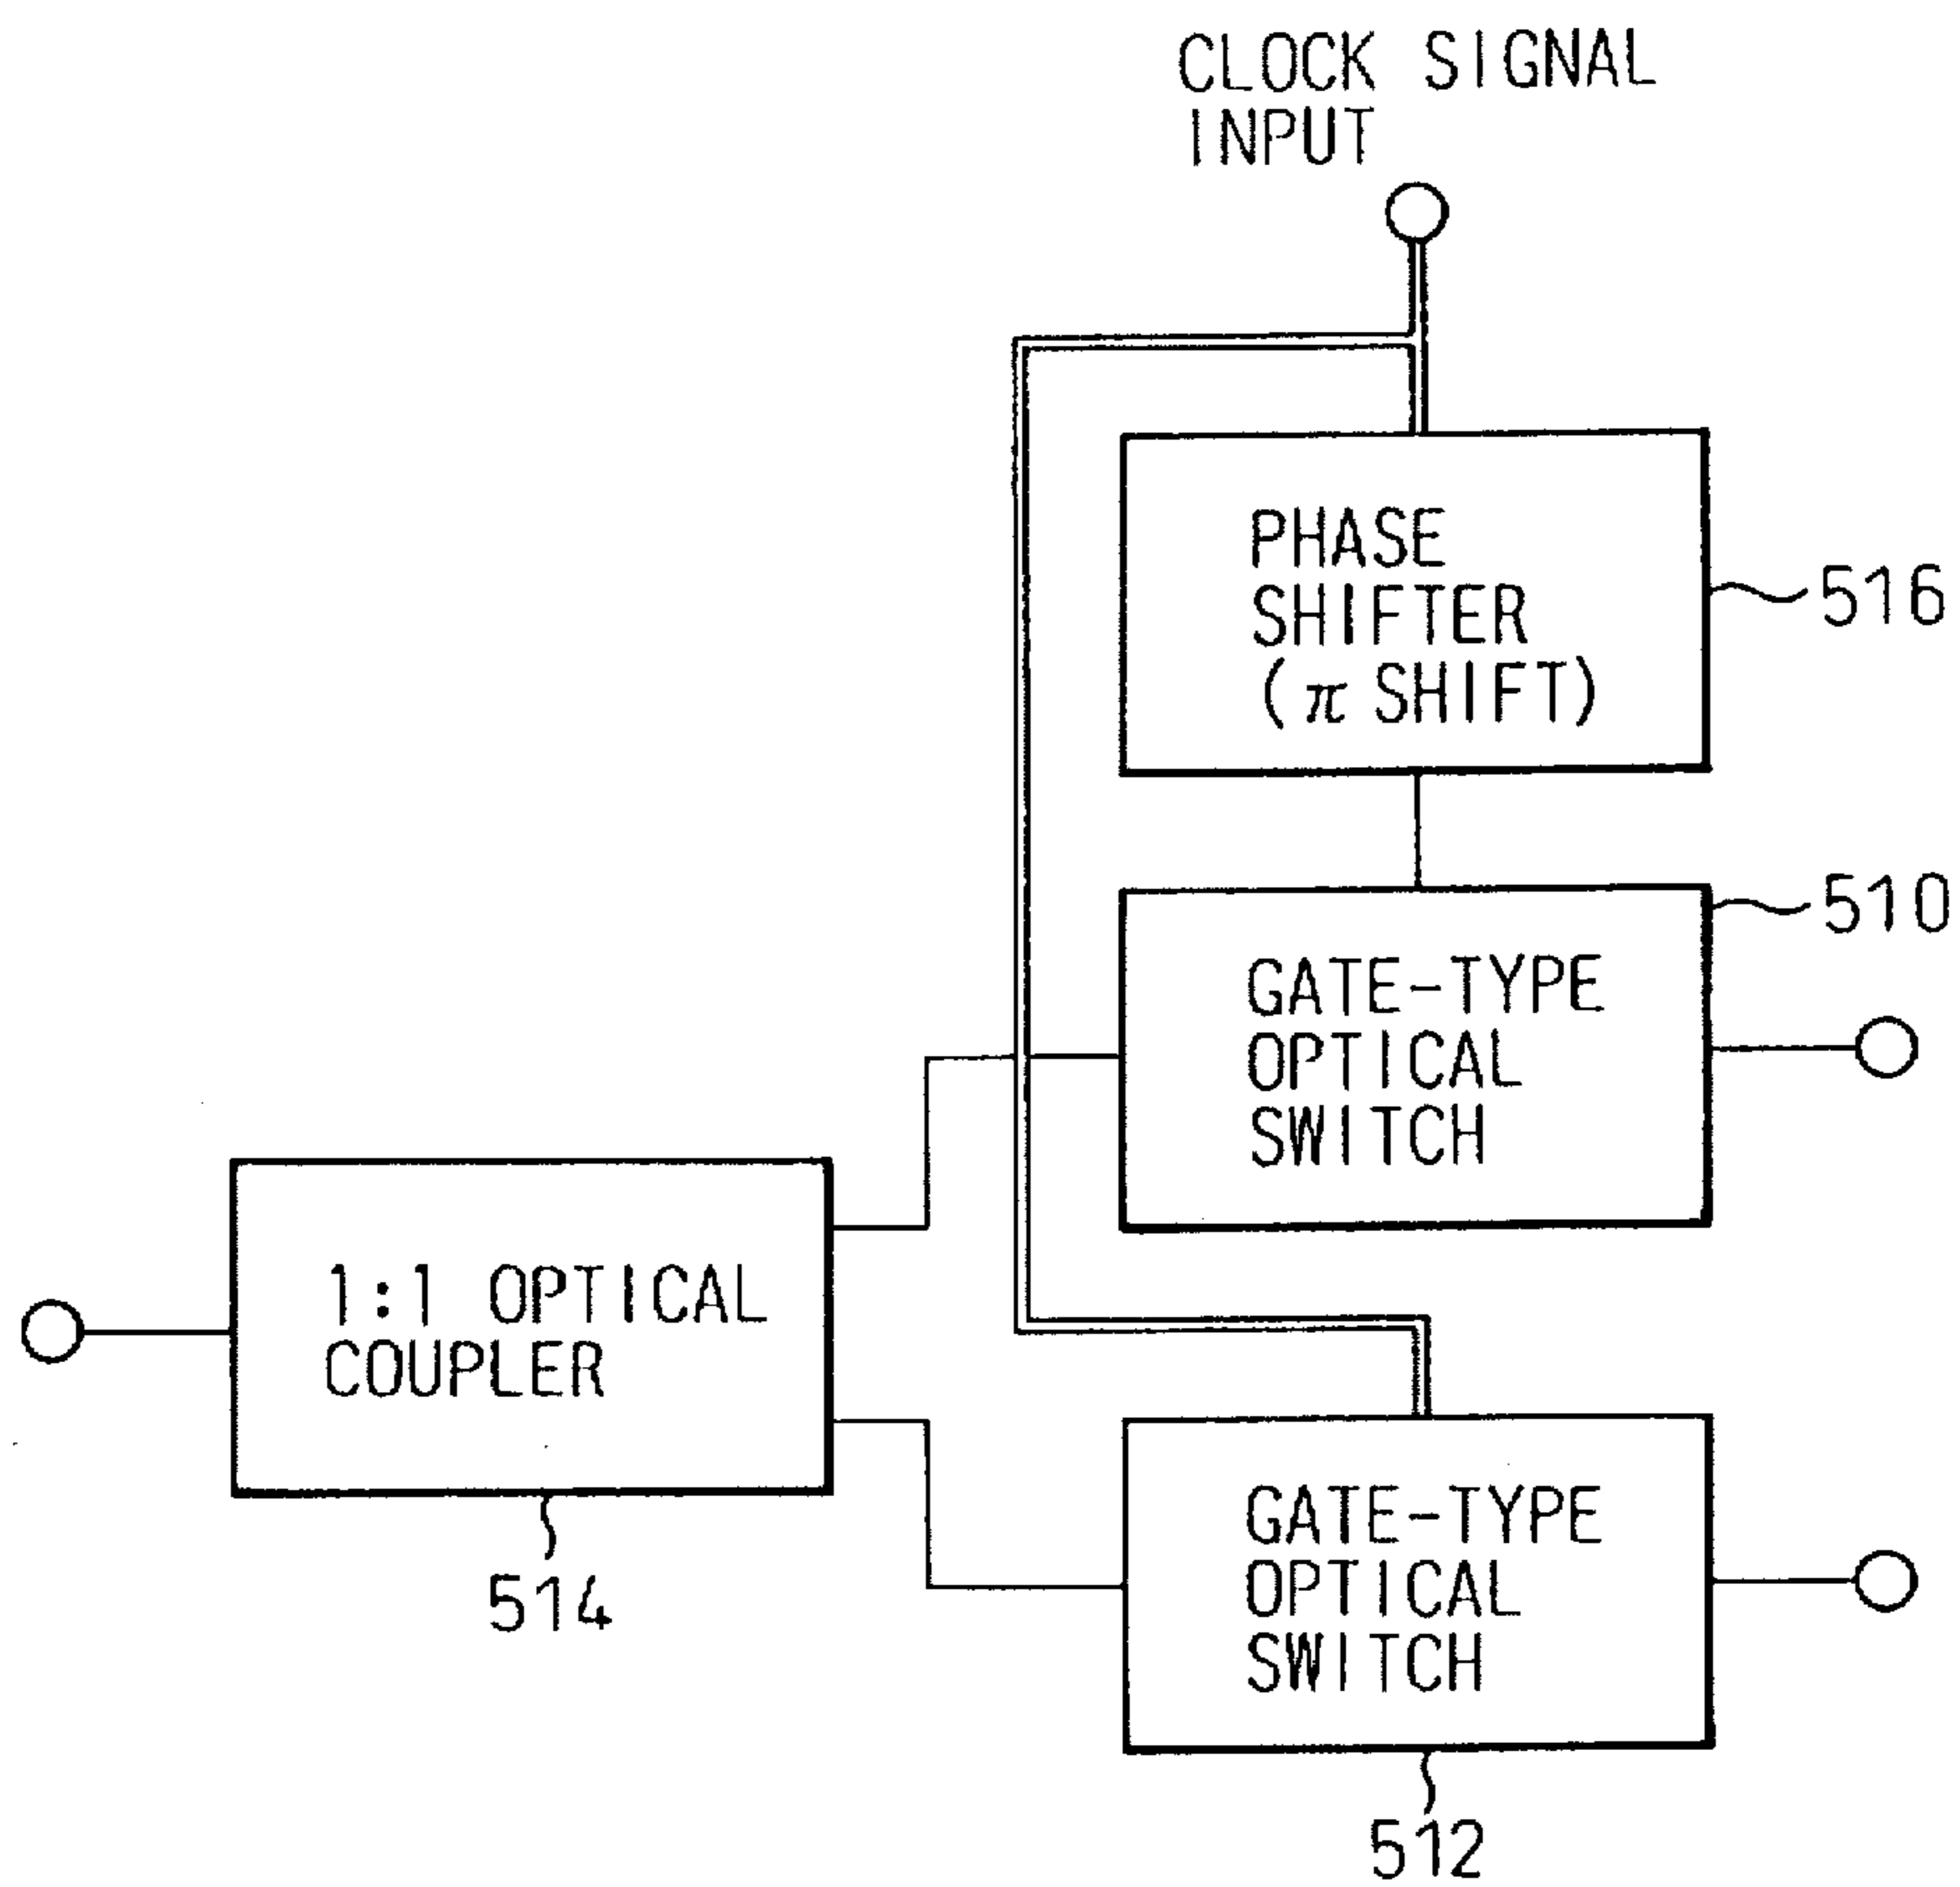 CLOCK SIGNAL
INPUT
PHASE
SHIFTER
(π SHIFT)
516
510
GATE-TYPE
OPTICAL
SWITCH
1:1 OPTICAL
COUPLER
514
GATE-TYPE
OPTICAL
SWITCH
512